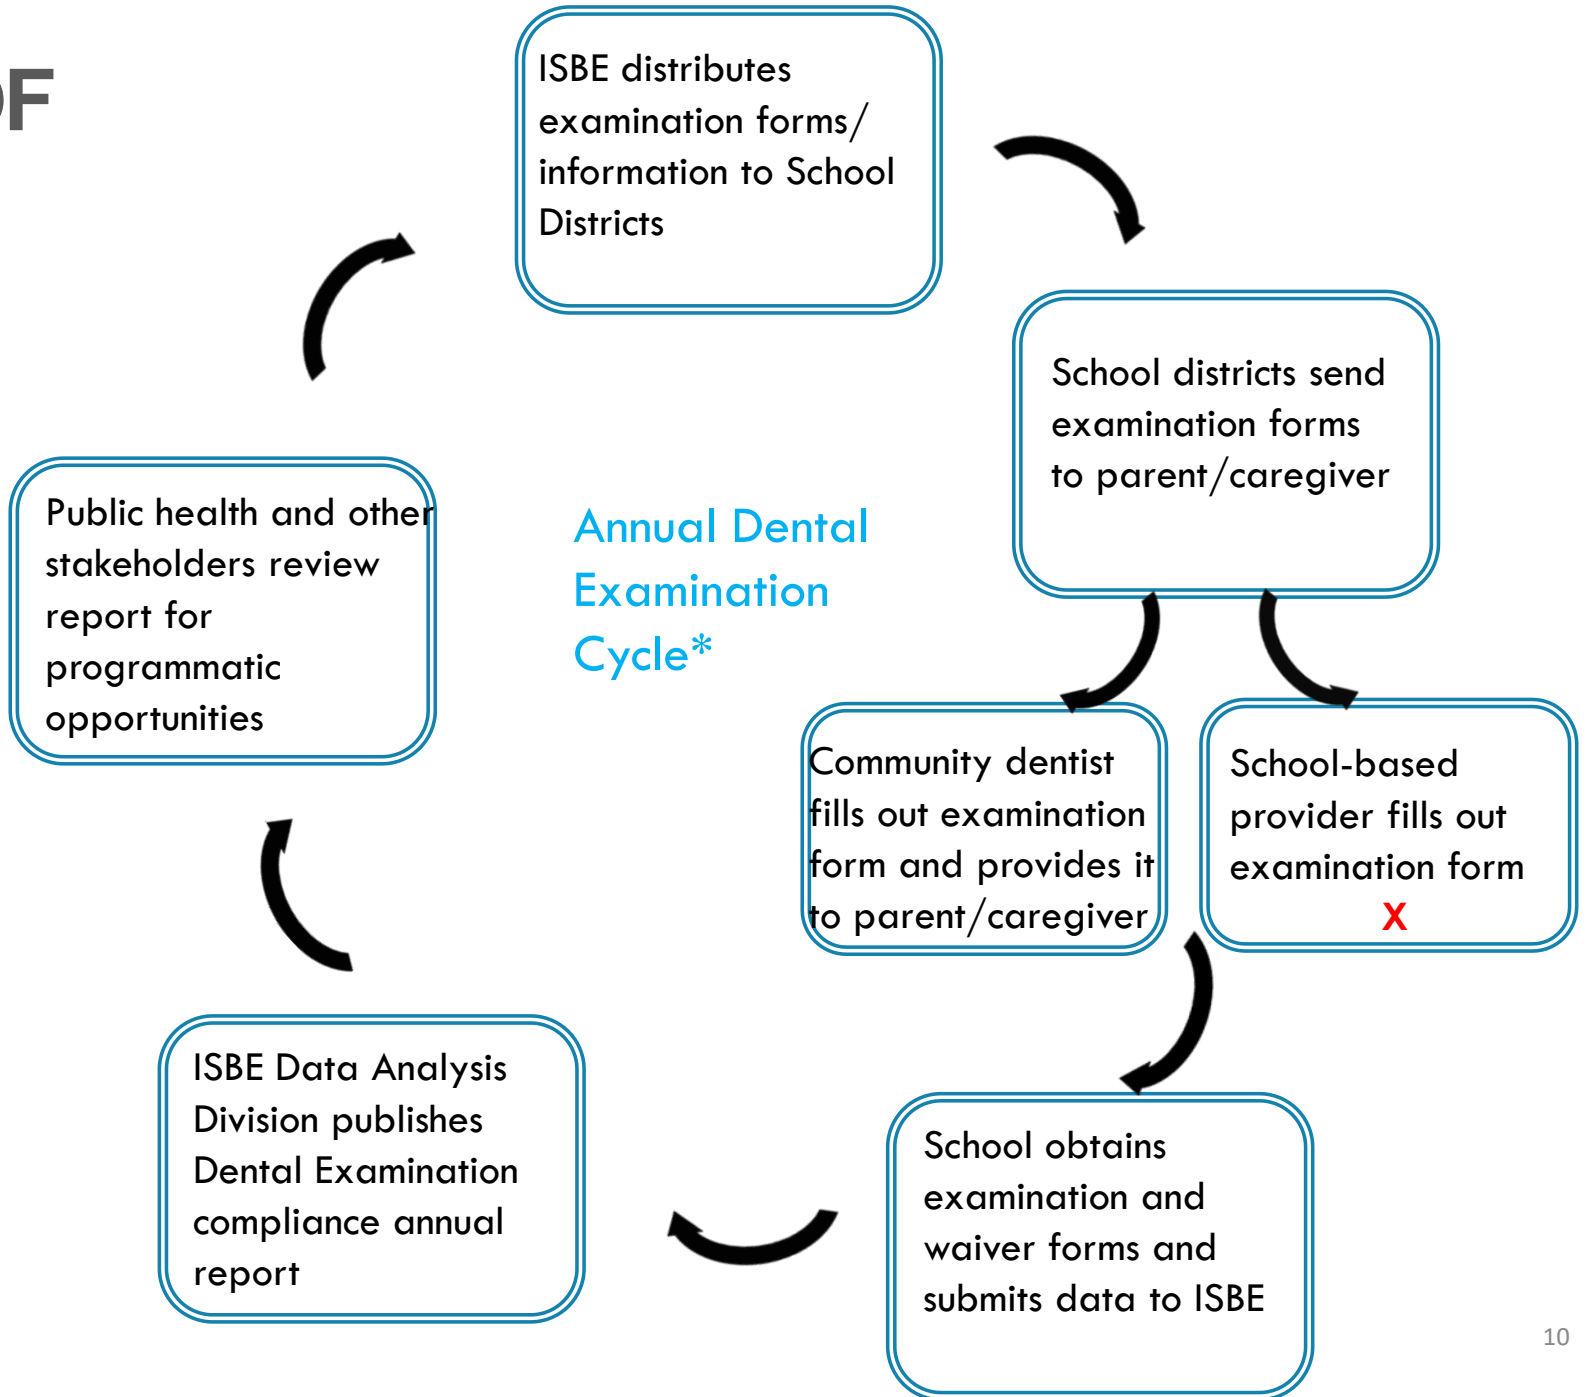 OF
ISBE distributes
examination forms/
information to School
Districts
School districts send
examination forms
to parent/caregiver
Annual Dental
Examination
Cycle*
Public health and other
stakeholders review
report for
programmatic
opportunities
Community dentist
fills out examination
form and provides it
to parent/caregiver
School-based
provider fills out
examination form
X
ISBE Data Analysis
Division publishes
Dental Examination
compliance annual
report
School obtains
examination and
waiver forms and
submits data to ISBE
10